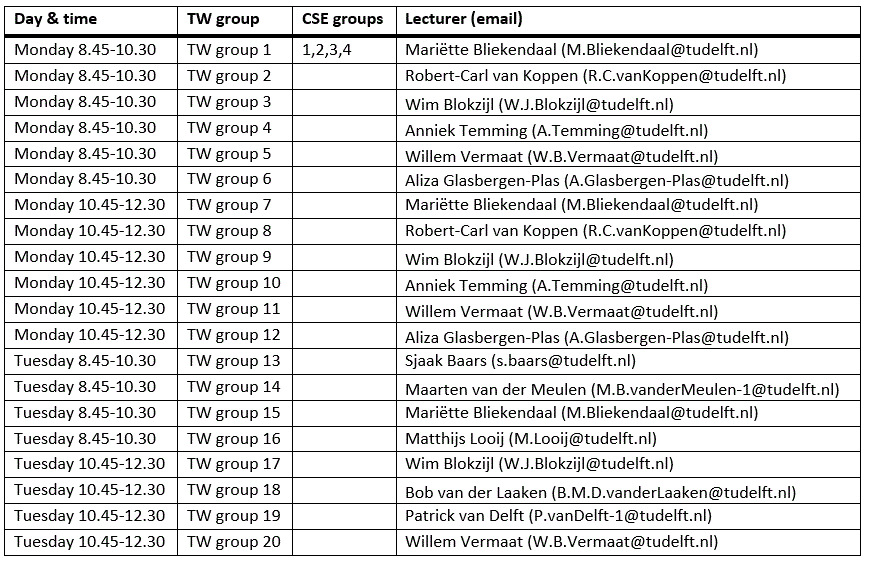 Day & time TW group CSE groups Lecturer (email)
Monday 8.45-10.30 TW group 1 1,2,3,4 Mariëtte Bliekendaal (M.Bliekendaal@tudelft.nl)
Monday 8.45-10.30 TW group 2 Robert-Carl van Koppen (R.C.vanKoppen@tudelft.nl)
Monday 8.45-10.30 TW group 3 Wim Blokzijl (W.J.Blokzijl@tudelft.nl)
Monday 8.45-10.30 TW group 4 Anniek Temming (A.Temming@tudelft.nl)
Monday 8.45-10.30 TW group 5 Willem Vermaat (W.B.Vermaat@tudelft.nl)
Monday 8.45-10.30 TW group 6 Aliza Glasbergen-Plas (A.Glasbergen-Plas@tudelft.nl)
Monday 10.45-12.30 TW group 7 Mariëtte Bliekendaal (M.Bliekendaal@tudelft.nl)
Monday 10.45-12.30 TW group 8 Robert-Carl van Koppen (R.C.vanKoppen@tudelft.nl)
Monday 10.45-12.30 TW group 9 Wim Blokzijl (W.J.Blokzijl@tudelft.nl)
Monday 10.45-12.30 TW group 10 Anniek Temming (A.Temming@tudelft.nl)
Monday 10.45-12.30 TW group 11 Willem Vermaat (W.B.Vermaat@tudelft.nl)
Monday 10.45-12.30 TW group 12 Aliza Glasbergen-Plas (A.Glasbergen-Plas@tudelft.nl)
Tuesday 8.45-10.30 TW group 13 Sjaak Baars (s.baars@tudelft.nl)
Tuesday 8.45-10.30 TW group 14 Maarten van der Meulen (M.B.vanderMeulen-1@tudelft.nl)
Tuesday 8.45-10.30 TW group 15 Mariëtte Bliekendaal (M.Bliekendaal@tudelft.nl)
Tuesday 8.45-10.30 TW group 16 Matthijs Looij (M.Looij@tudelft.nl)
Tuesday 10.45-12.30 TW group 17 Wim Blokzijl (W.J.Blokzijl@tudelft.nl)
Tuesday 10.45-12.30 TW group 18 Bob van der Laaken (B.M.D.vanderLaaken@tudelft.nl)
Tuesday 10.45-12.30 TW group 19 Patrick van Delft (P.vanDelft-1@tudelft.nl)
Tuesday 10.45-12.30 TW group 20 Willem Vermaat (W.B.Vermaat@tudelft.nl)